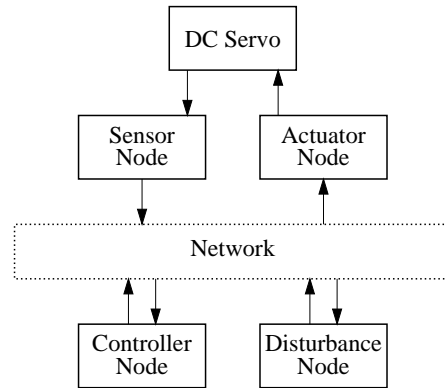 DC Servo
Sensor
Node
Actuator
Node
Network
Controller
Node
Disturbance
Node